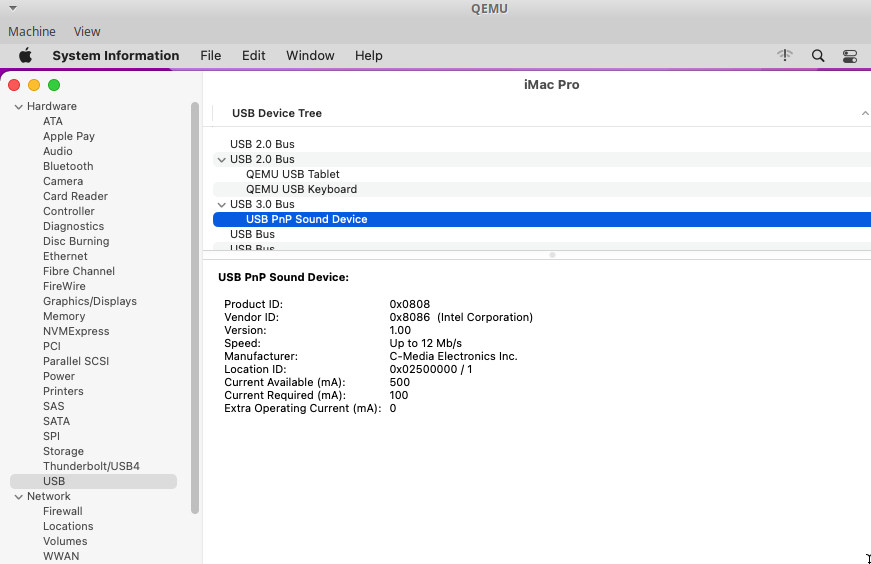 QEMU
Machine View
System Information File Edit Window Help
iMac Pro
Hardware
ATA
Apple Pay
Audio
Bluetooth
Camera
Card Reader
Controller
Diagnostics
Disc Burning
Ethernet
Fibre Channel
FireWire
Graphics/Displays
Memory
NVMExpress
PCI
Parallel SCSI
Power
Printers
SAS
SATA
SPI
Storage
Thunderbolt/USB4
USB
Network
Firewall
Locations
Volumes
WWAN
USB Device Tree
USB 2.0 Bus
USB 2.0 Bus
QEMU USB Tablet
QEMU USB Keyboard
USB 3.0 Bus
USB PnP Sound Device
USB Bus
USB Bus
USB PnP Sound Device:
Product ID: 0x0808
Vendor ID: 0x8086 (Intel Corporation)
Version: 1.00
Speed: Up to 12 Mb/s
Manufacturer: C-Media Electronics Inc.
Location ID: 0x02500000 / 1
Current Available (mA): 500
Current Required (mA): 100
Extra Operating Current (mA): 0